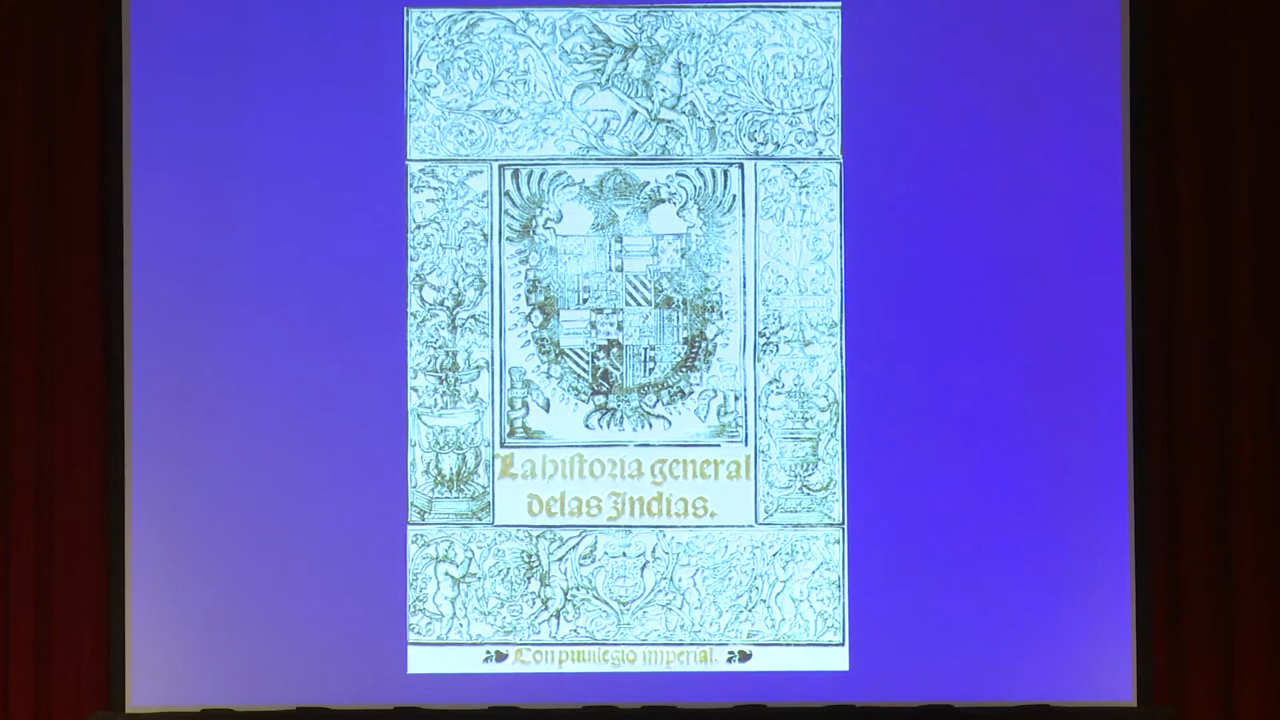 La historia general
delas Indias.
Con priuilegio imperial.